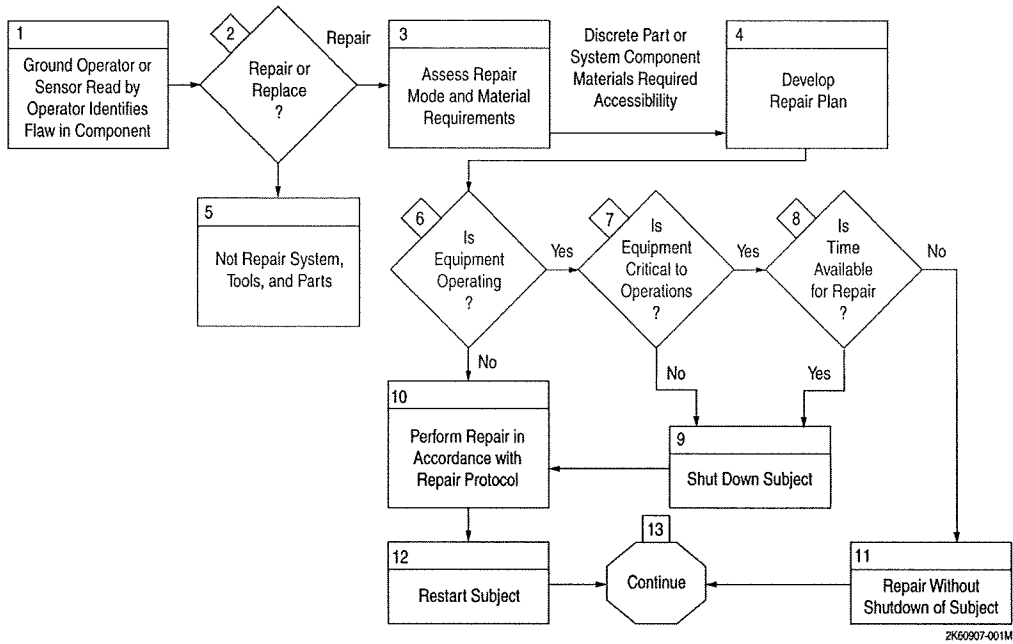 1
Ground Operator or
Sensor Read by
Operator Identifies
Flaw in Component
2
Repair or
Replace
?
Repair
3
Assess Repair
Mode and Material
Requirements
Discrete Part or
System Component
Materials Required
Accessiblility
4
Develop
Repair Plan
5
Not Repair System,
Tools, and Parts
6
Is
Equipment
Operating
?
Yes
No
7
Is
Equipment
Critical to
Operations
?
Yes
No
8
Is
Time
Available
for Repair
?
No
Yes
10
Perform Repair in
Accordance with
Repair Protocol
9
Shut Down Subject
12
Restart Subject
13
Continue
11
Repair Without
Shutdown of Subject
2K60907-001M